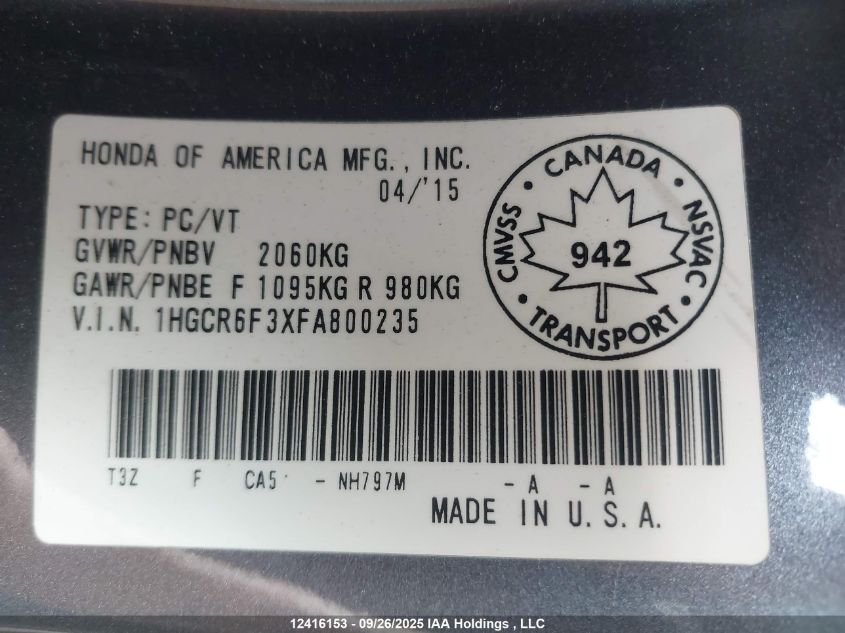 HONDA OF AMERICA MFG., INC.
04/'15
TYPE: PC/VT
GVWR/PNBV 2060KG
GAWR/PNBE F 1095KG R 980KG
V.I.N. 1HGCR6F3XFA800235
CANADA
CMVSS • NSVAC
942
TRANSPORT
T3Z F CA5 - NH797M - A - A
MADE IN U.S.A.
12416153 - 09/26/2025 IAA Holdings , LLC